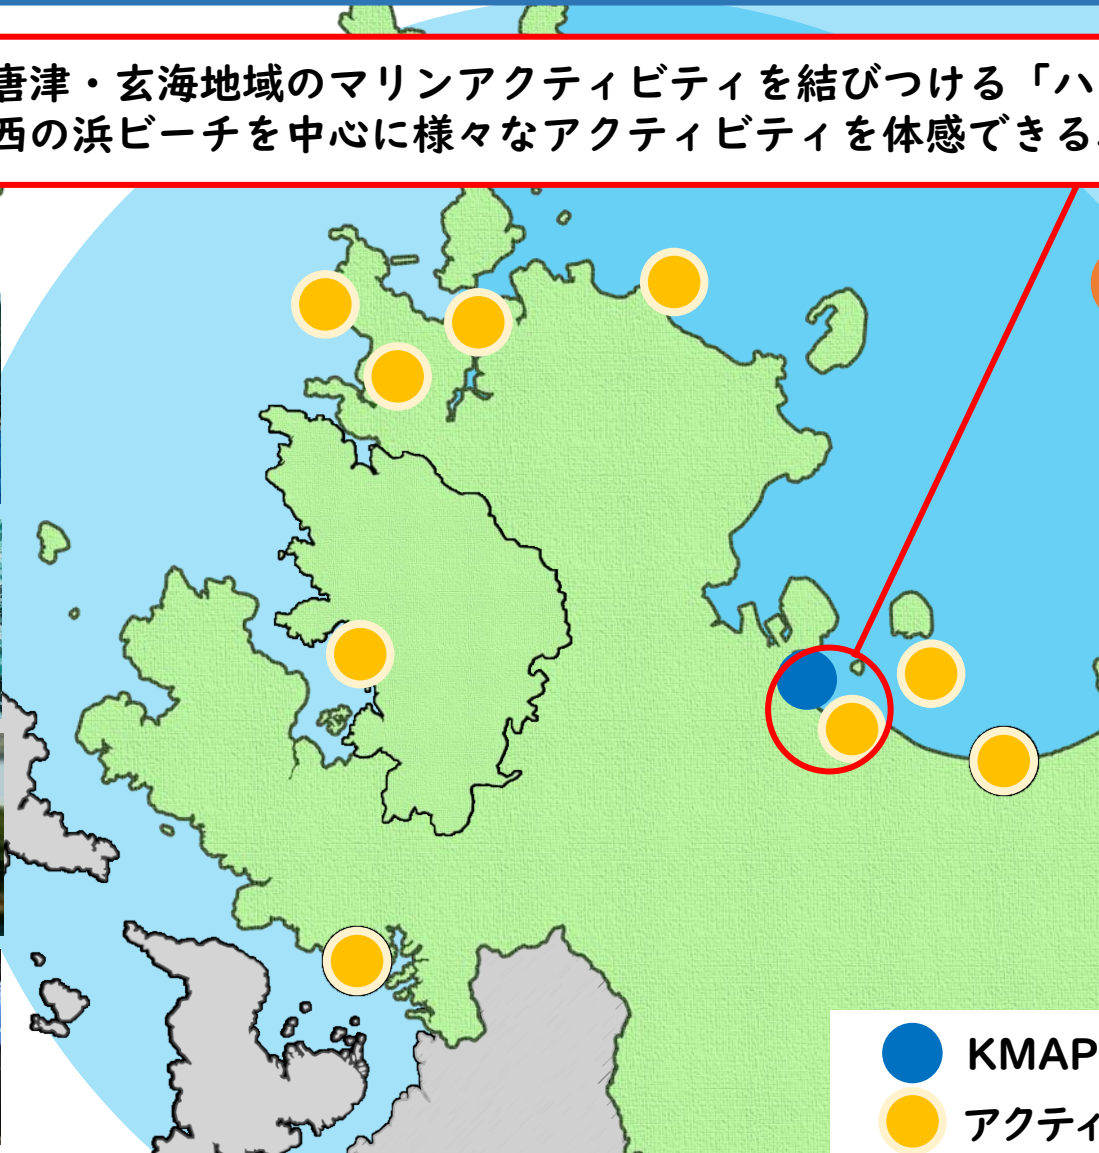 唐津・玄海地域のマリンアクティビティを結びつける「ハ
西の浜ビーチを中心に様々なアクティビティを体感できる
KMAP
アクティ